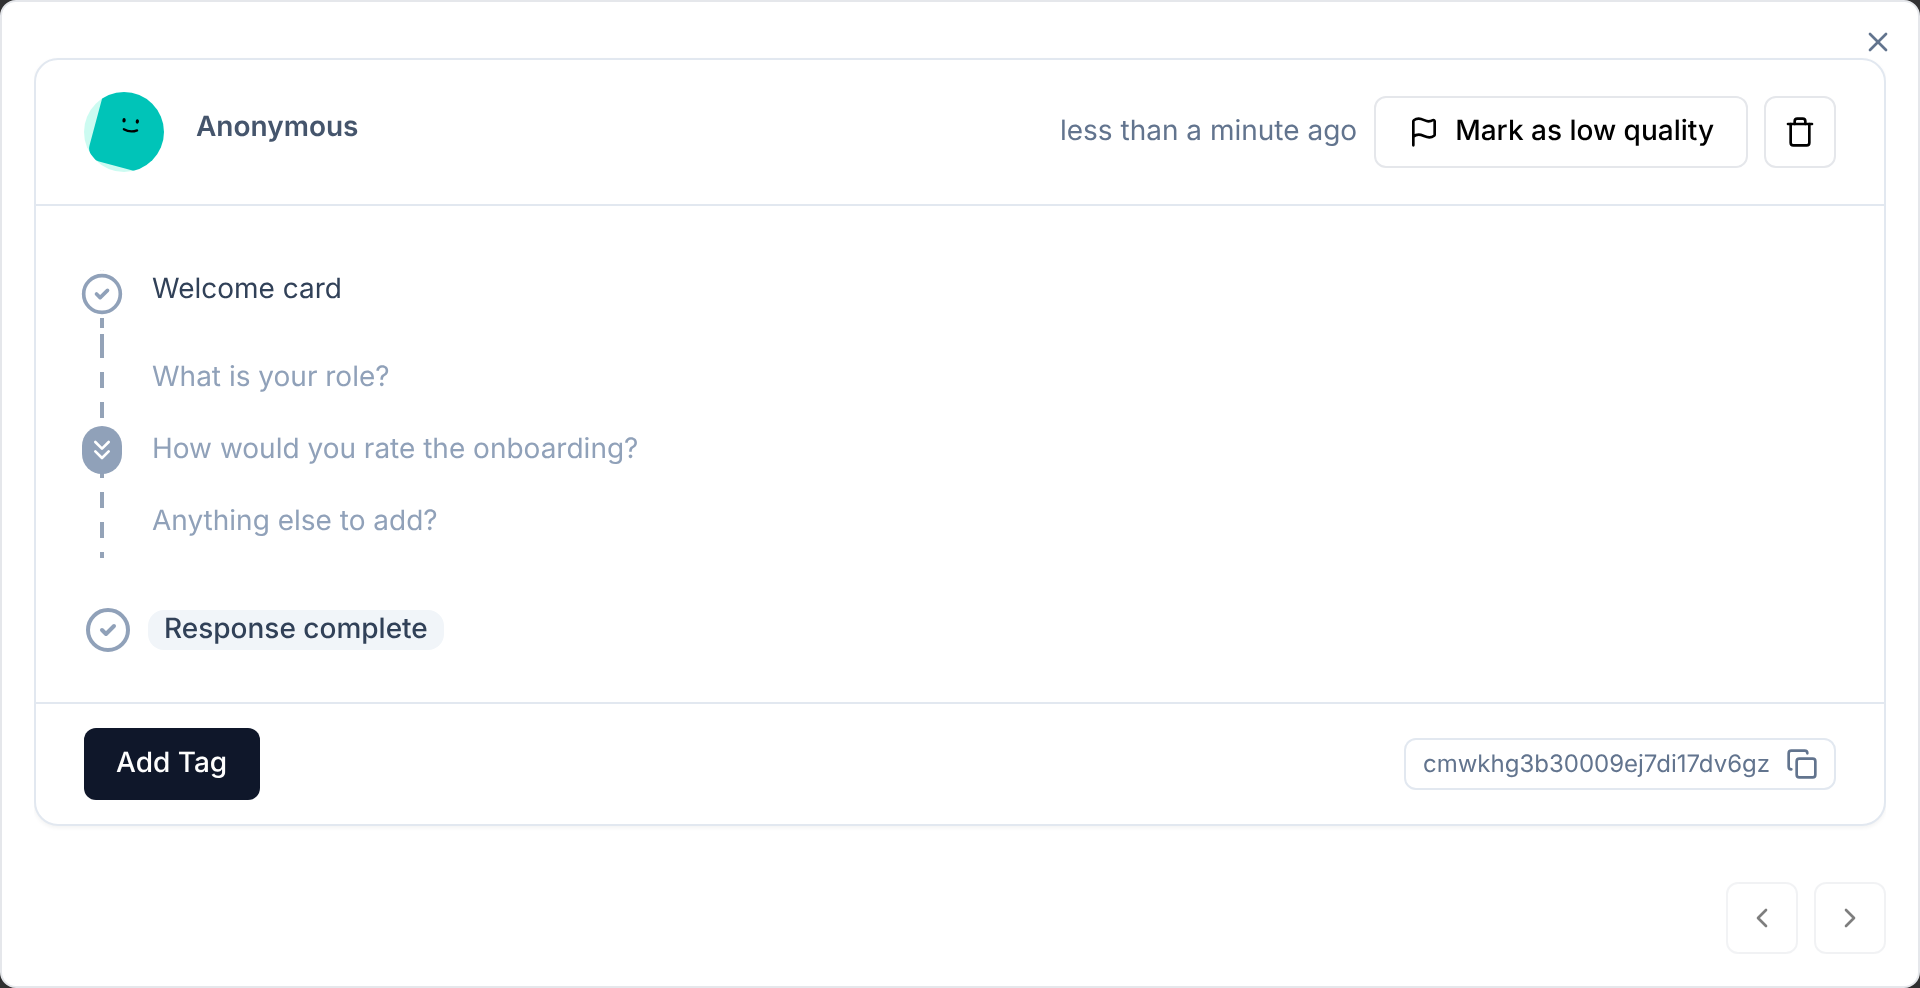 Anonymous
less than a minute ago
Mark as low quality
Welcome card
What is your role?
How would you rate the onboarding?
Anything else to add?
Response complete
Add Tag
cmwkhg3b30009ej7di17dv6gz